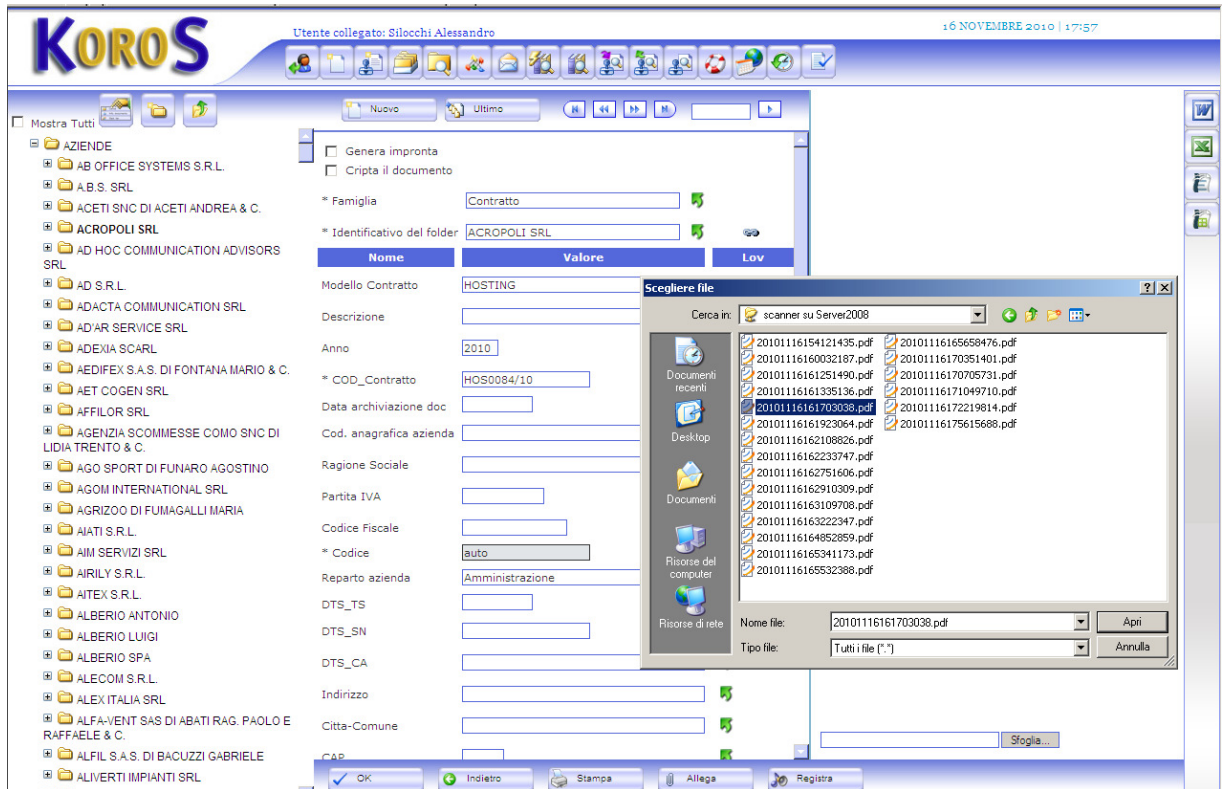 KOROS
Utente collegato: Silocchi Alessandro
16 NOVEMBRE 2010 | 17:57
Mostra Tutti
AZIENDE
AB OFFICE SYSTEMS S.R.L.
A.B.S. SRL
ACETI SNC DI ACETI ANDREA & C.
ACROPOLI SRL
AD HOC COMMUNICATION ADVISORS
SRL
AD S.R.L.
ADACTA COMMUNICATION SRL
AD'AR SERVICE SRL
ADEXIA SCARL
AEDIFEX S.A.S. DI FONTANA MARIO & C.
AET COGEN SRL
AFFILOR SRL
AGENZIA SCOMMESSE COMO SNC DI
LIDIA TRENTO & C.
AGO SPORT DI FUNARO AGOSTINO
AGOM INTERNATIONAL SRL
AGRIZOO DI FUMAGALLI MARIA
AIATI S.R.L.
AIM SERVIZI SRL
AIRILY S.R.L.
AITEX S.R.L.
ALBERIO ANTONIO
ALBERIO LUIGI
ALBERIO SPA
ALECOM S.R.L.
ALEX ITALIA SRL
ALFA-VENT SAS DI ABATI RAG. PAOLO E
RAFFAELE & C.
ALFIL S.A.S. DI BACUZZI GABRIELE
ALIVERTI IMPIANTI SRL
Nuovo
Ultimo
Genera impronta
Cripta il documento
* Famiglia Contratto
* Identificativo del folder ACROPOLI SRL
Nome Valore Lov
Modello Contratto HOSTING
Descrizione
Anno 2010
* COD_Contratto HOS0084/10
Data archiviazione doc
Cod. anagrafica azienda
Ragione Sociale
Partita IVA
Codice Fiscale
* Codice auto
Reparto azienda Amministrazione
DTS_TS
DTS_SN
DTS_CA
Indirizzo
Citta-Comune
CAP
OK
Indietro
Stampa
Allega
Registra
Scegliere file
Cerca in: scanner su Server2008
Documenti
recenti
Desktop
Documenti
Risorse del
computer
Risorse di rete
20101116154121435.pdf
20101116160032187.pdf
20101116161251490.pdf
20101116161335136.pdf
20101116161703038.pdf
20101116161923064.pdf
20101116162108826.pdf
20101116162233747.pdf
20101116162751606.pdf
20101116162910309.pdf
20101116163109708.pdf
20101116163222347.pdf
20101116164852859.pdf
20101116165341173.pdf
20101116165532388.pdf
20101116165658476.pdf
20101116170351401.pdf
20101116170705731.pdf
20101116171049710.pdf
20101116172219814.pdf
20101116175615688.pdf
Nome file: 20101116161703038.pdf Apri
Tipo file: Tutti i file (*.*) Annulla
Sfoglia...